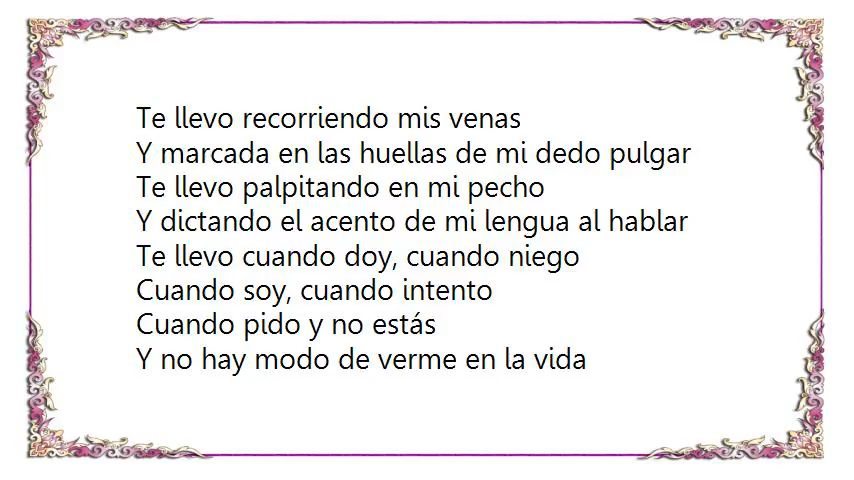 Te llevo recorriendo mis venas
Y marcada en las huellas de mi dedo pulgar
Te llevo palpitando en mi pecho
Y dictando el acento de mi lengua al hablar
Te llevo cuando doy, cuando niego
Cuando soy, cuando intento
Cuando pido y no estás
Y no hay modo de verme en la vida